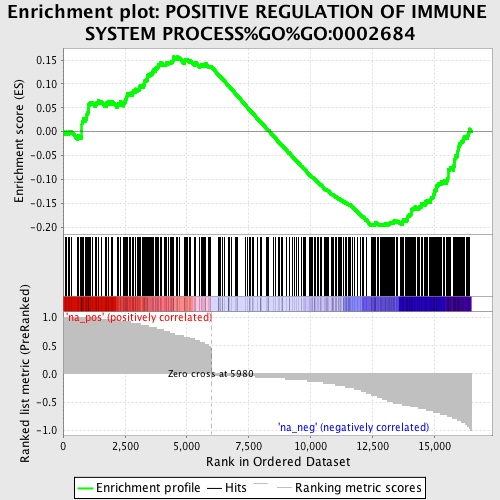 Enrichment plot: POSITIVE REGULATION OF IMMUNE
SYSTEM PROCESS%GO%GO:0002684
Enrichment score (ES)
0.15
0.10
0.05
0.00
-0.05
-0.10
-0.15
-0.20
Ranked list metric (PreRanked)
1.0
0.5
0.0
-0.5
-1.0
'na_pos' (positively correlated)
Zero cross at 5980
'na_neg' (negatively correlated)
0
2,500
5,000
7,500
10,000
12,500
15,000
Rank in Ordered Dataset
Enrichment profile
Hits
Ranking metric scores